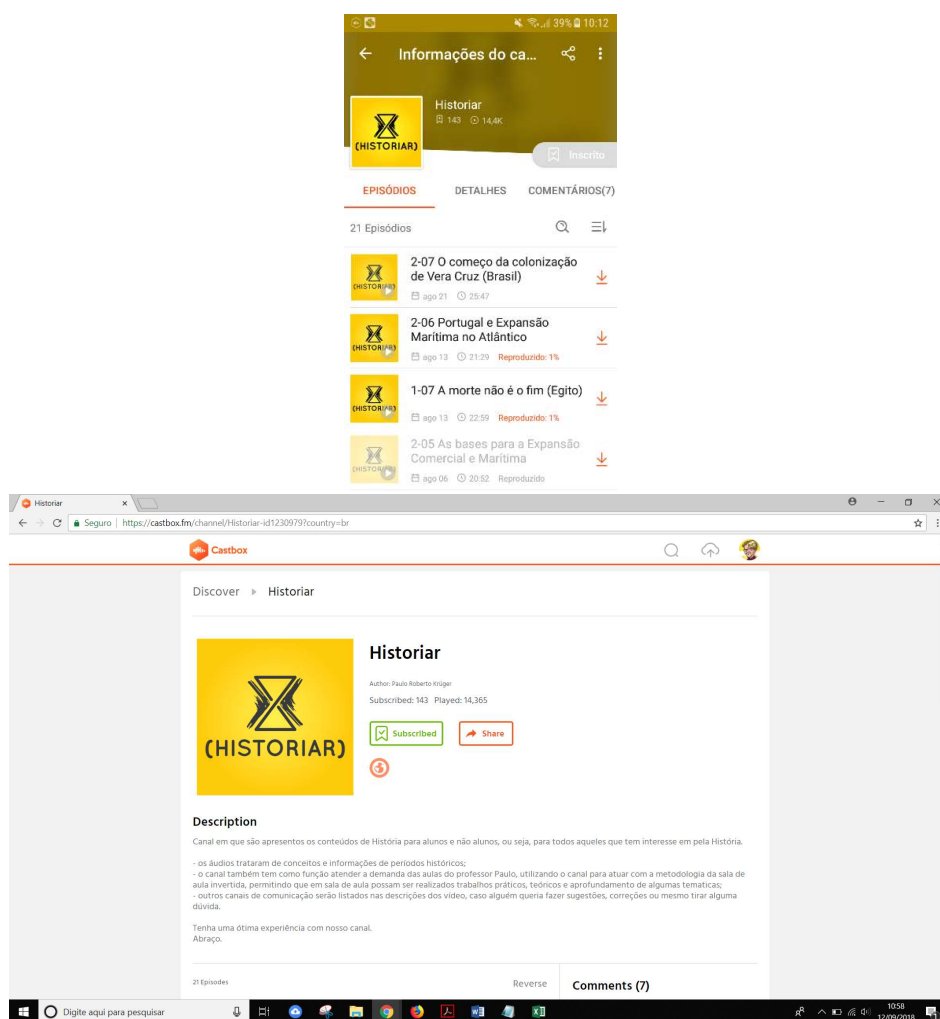 39% 10:12
Informações do ca...
Historiar
143 14,4K
(HISTORIAR)
Inscrito
EPISÓDIOS DETALHES COMENTÁRIOS(7)
21 Episódios
2-07 O começo da colonização
de Vera Cruz (Brasil)
(HISTORIAR)
ago 21 25:47
2-06 Portugal e Expansão
Marítima no Atlântico
(HISTORIAR)
ago 13 21:29 Reproduzido: 1%
1-07 A morte não é o fim (Egito)
(HISTORIAR)
ago 13 22:59 Reproduzido: 1%
2-05 As bases para a Expansão
Comercial e Marítima
(HISTORIAR)
ago 06 20:52 Reproduzido
Historiar
Seguro https://castbox.fm/channel/Historiar-id1230979?country=br
Castbox
Discover Historiar
Historiar
Author: Paulo Roberto Krüger
Subscribed: 143 Played: 14,365
Subscribed Share
(HISTORIAR)
Description
Canal em que são apresentos os conteúdos de História para alunos e não alunos, ou seja, para todos aqueles que tem interesse em pela História.
- os áudios trataram de conceitos e informações de períodos históricos;
- o canal também tem como função atender a demanda das aulas do professor Paulo, utilizando o canal para atuar com a metodologia da sala de
aula invertida, permitindo que em sala de aula possam ser realizados trabalhos práticos, teóricos e aprofundamento de algumas tematicas;
- outros canais de comunicação serão listados nas descrições dos vídeo, caso alguém queria fazer sugestões, correções ou mesmo tirar alguma
dúvida.
Tenha uma ótima experiência com nosso canal.
Abraço.
21 Episodes Reverse Comments (7)
Digite aqui para pesquisar
10:58
12/09/2018